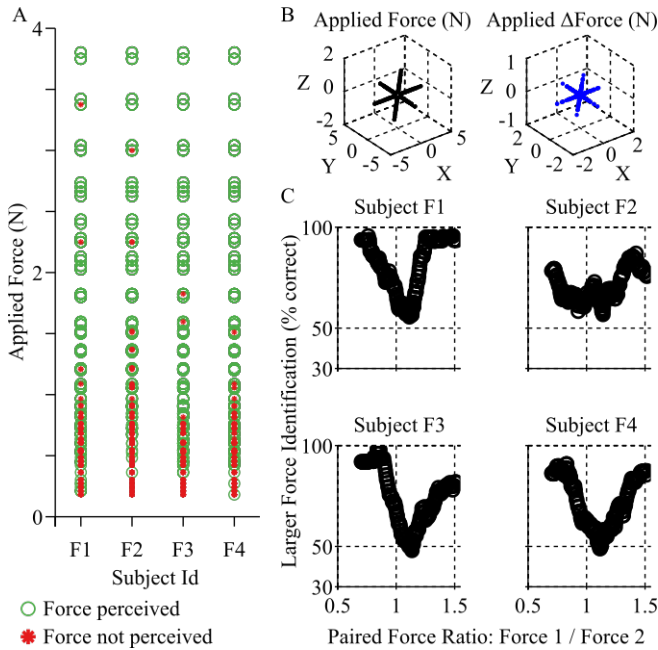 A
Applied Force (N)
4
2
0
F1 F2 F3 F4
Subject Id
Force perceived
Force not perceived
B
Applied Force (N)
Z
2
0
-2
5
0
-5
Y
-5
0
5
X
Applied ΔForce (N)
Z
1
0
-1
2
0
-2
Y
-2
0
2
X
C
Larger Force Identification (% correct)
Subject F1
100
50
30
Subject F2
Subject F3
100
50
30
0.5 1 1.5
Subject F4
0.5 1 1.5
Paired Force Ratio: Force 1 / Force 2